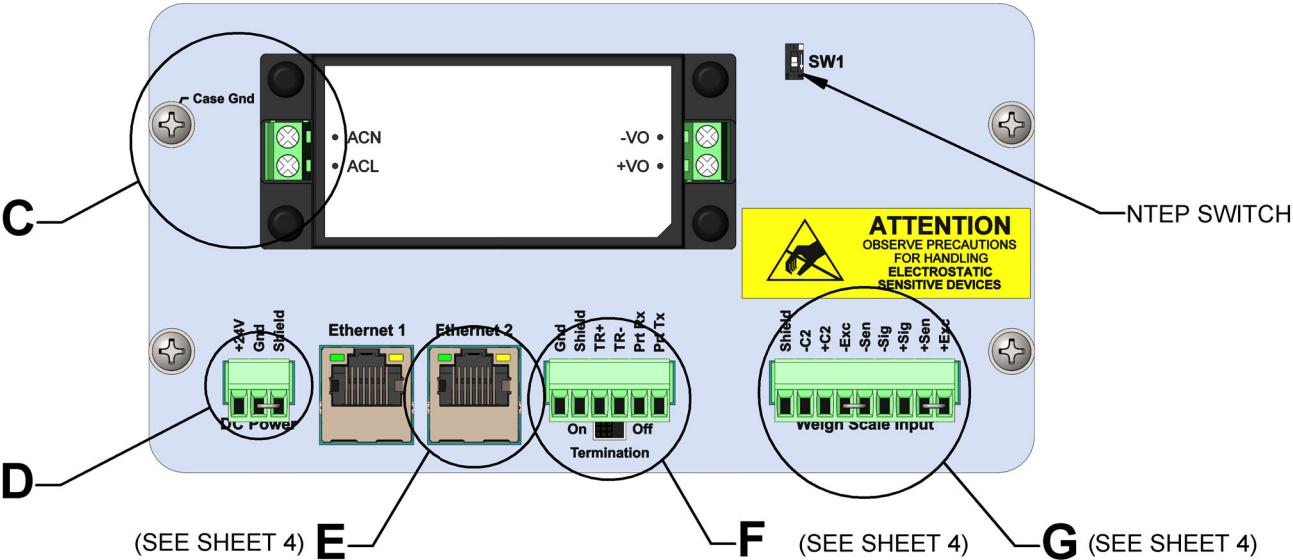 Case Gnd
ACN
ACL
-VO
+VO
SW1
NTEP SWITCH
C
ATTENTION
OBSERVE PRECAUTIONS
FOR HANDLING
ELECTROSTATIC
SENSITIVE DEVICES
+24V
Gnd
Shield
DC Power
Ethernet 1
Ethernet 2
Gnd
Shield
TR+
TR-
Prt Rx
Prt Tx
On
Off
Termination
Shield
-C2
+C2
-Exc
-Sen
-Sig
+Sig
+Sen
+Exc
Weigh Scale Input
D
(SEE SHEET 4) E
F (SEE SHEET 4)
G (SEE SHEET 4)